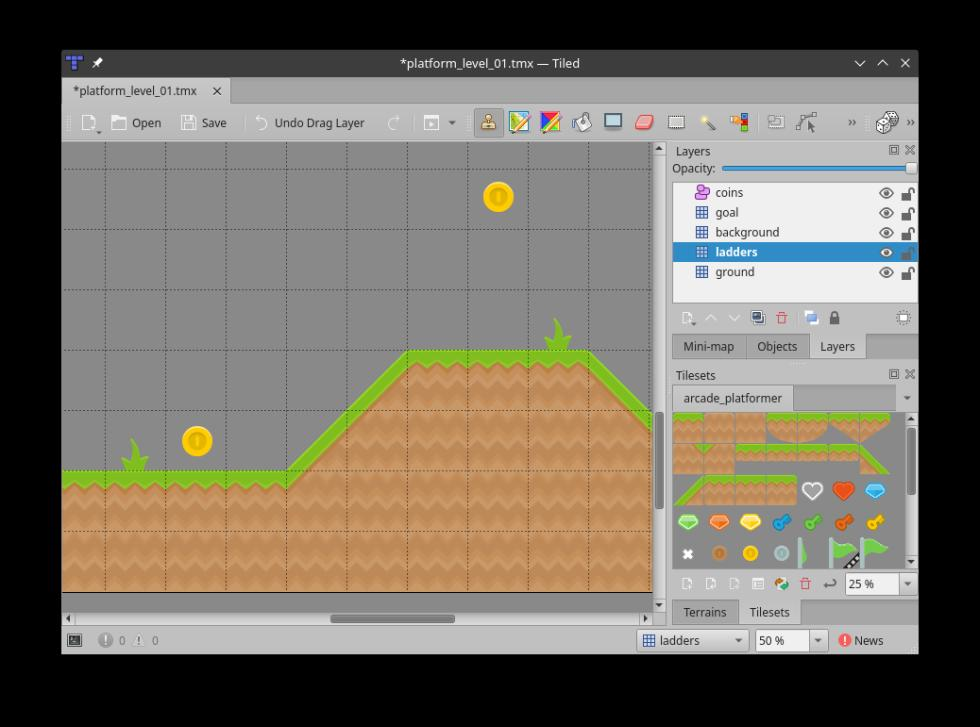 *platform_level_01.tmx — Tiled
*platform_level_01.tmx
Open
Save
Undo Drag Layer
Layers
Opacity:
coins
goal
background
ladders
ground
Mini-map
Objects
Layers
Tilesets
arcade_platformer
25 %
Terrains
Tilesets
0
0
ladders
50 %
News